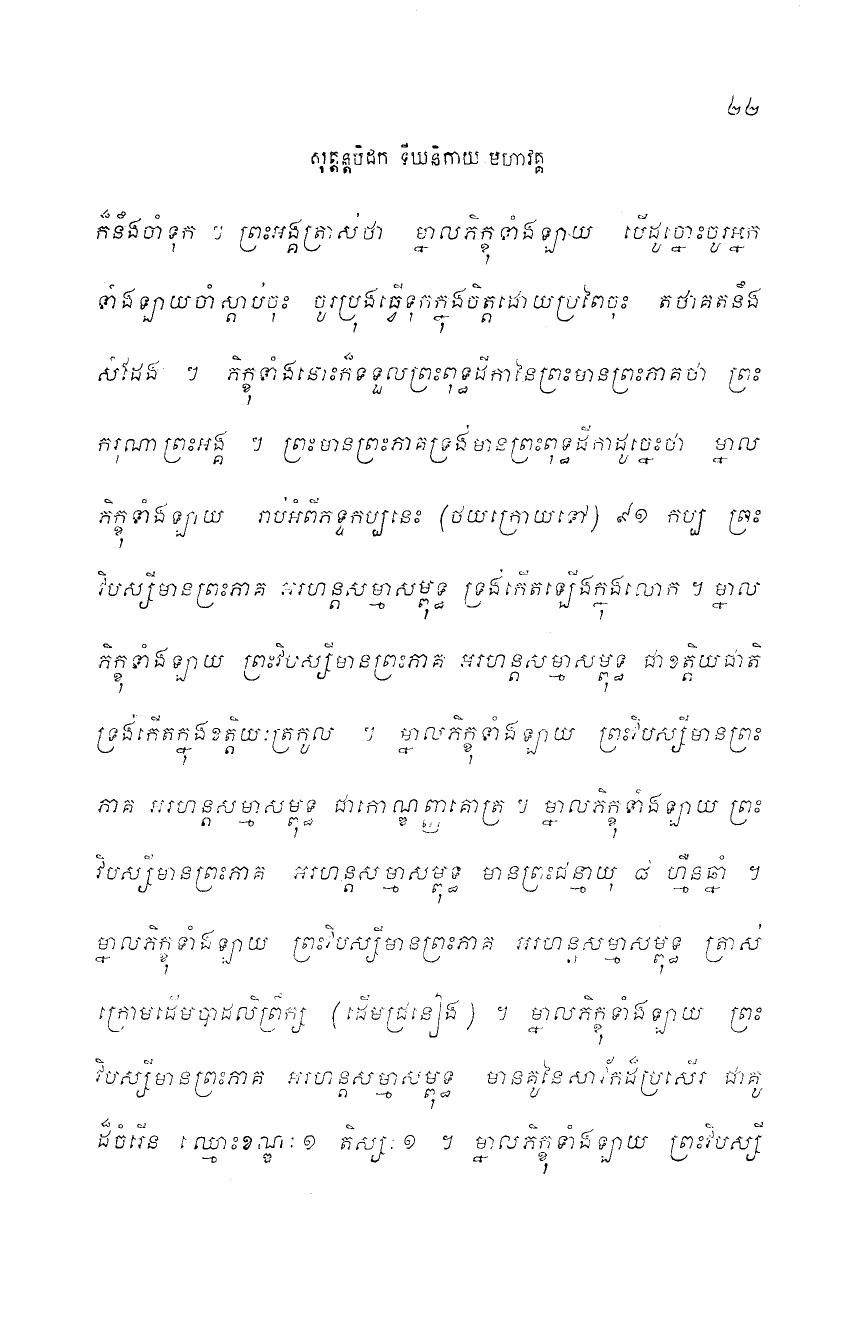 ២២
សុត្តន្តបិដក ទីឃនិកាយ មហាវគ្គ
ក៏នឹងចាំទុក ។ ព្រះអង្គត្រាស់ថា ម្នាលភិក្ខុទាំងឡាយ បើដូច្នោះចូរអ្នក
ទាំងឡាយចាំស្តាប់ចុះ ចូរប្រុងធ្វើទុកក្នុងចិត្តដោយប្រពៃចុះ តថាគតនឹង
សំដែង ។ ភិក្ខុទាំងនោះក៏ទទួលព្រះពុទ្ធដីកានៃព្រះមានព្រះភាគថា ព្រះ
ករុណាព្រះអង្គ ។ ព្រះមានព្រះភាគទ្រង់មានព្រះពុទ្ធដីកាដូច្នេះថា ម្នាល
ភិក្ខុទាំងឡាយ រាប់អំពីភទ្ទកប្បនេះ (ថយក្រោយទៅ) ៩១ កប្ប ព្រះ
វិបស្សីមានព្រះភាគ អរហន្តសម្មាសម្ពុទ្ធ ទ្រង់កើតឡើងក្នុងលោក ។ ម្នាល
ភិក្ខុទាំងឡាយ ព្រះវិបស្សីមានព្រះភាគ អរហន្តសម្មាសម្ពុទ្ធ ជាខត្តិយជាតិ
ទ្រង់កើតក្នុងខត្តិយៈត្រកូល ។ ម្នាលភិក្ខុទាំងឡាយ ព្រះវិបស្សីមានព្រះ
ភាគ អរហន្តសម្មាសម្ពុទ្ធ ជាកោណ្ឌញ្ញគោត្រ ។ ម្នាលភិក្ខុទាំងឡាយ ព្រះ
វិបស្សីមានព្រះភាគ អរហន្តសម្មាសម្ពុទ្ធ មានព្រះជន្មាយុ ៨ ហ្មឺនឆ្នាំ ។
ម្នាលភិក្ខុទាំងឡាយ ព្រះវិបស្សីមានព្រះភាគ អរហន្តសម្មាសម្ពុទ្ធ ត្រាស់
ក្រោមដើមបាដលិព្រឹក្ស (ដើមជ្រនៀង) ។ ម្នាលភិក្ខុទាំងឡាយ ព្រះ
វិបស្សីមានព្រះភាគ អរហន្តសម្មាសម្ពុទ្ធ មានគូនៃសាវ័កដ៏ប្រសើរ ជាគូ
ដ៏ចំរើន ឈ្មោះខណ្ឌៈ ១ តិស្សៈ ១ ។ ម្នាលភិក្ខុទាំងឡាយ ព្រះវិបស្សី